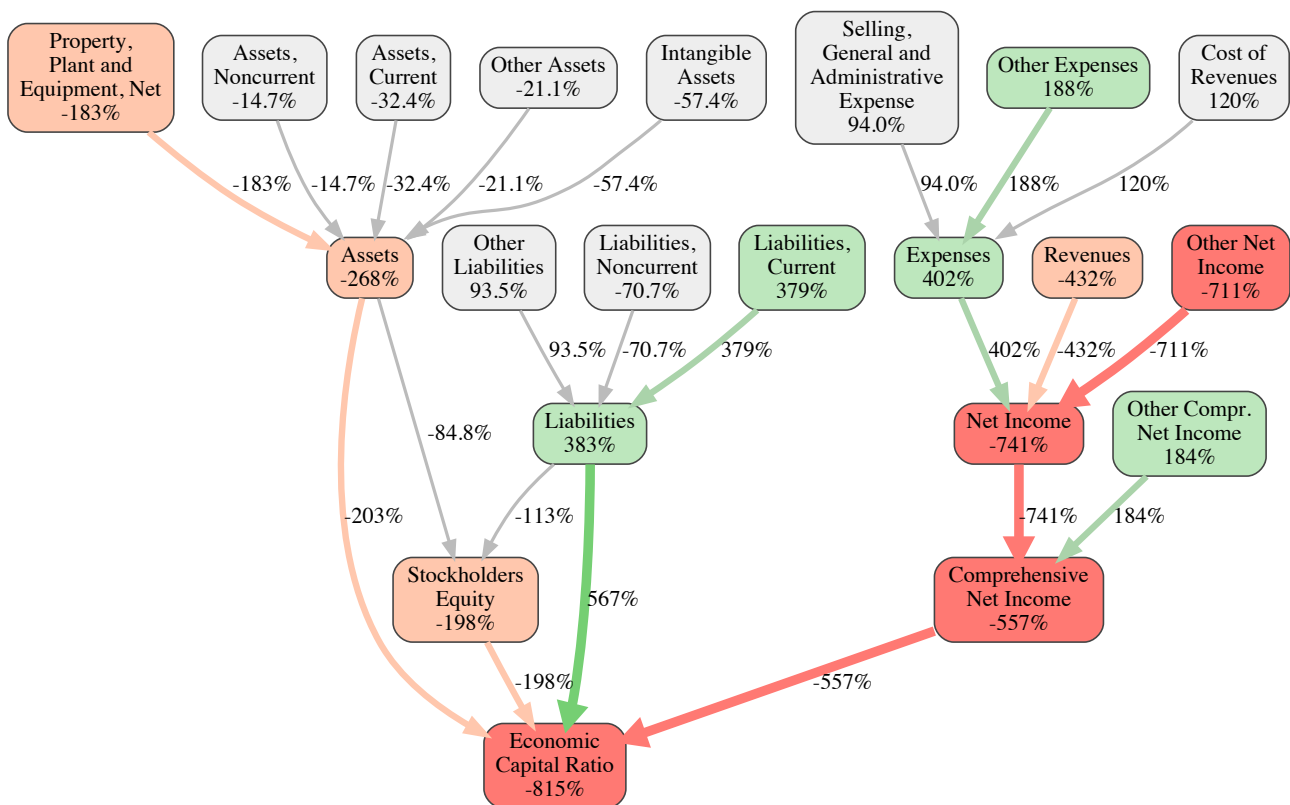 Property,
Plant and
Equipment, Net
-183%
Assets,
Noncurrent
-14.7%
Assets,
Current
-32.4%
Other Assets
-21.1%
Intangible
Assets
-57.4%
Selling,
General and
Administrative
Expense
94.0%
Other Expenses
188%
Cost of
Revenues
120%
-183%
-14.7%
-32.4%
-21.1%
-57.4%
94.0%
188%
120%
Assets
-268%
Other
Liabilities
93.5%
Liabilities,
Noncurrent
-70.7%
Liabilities,
Current
379%
Expenses
402%
Revenues
-432%
Other Net
Income
-711%
93.5%
-70.7%
379%
402%
-432%
-711%
-84.8%
Liabilities
383%
Net Income
-741%
Other Compr.
Net Income
184%
-203%
-113%
567%
-741%
184%
Stockholders
Equity
-198%
Comprehensive
Net Income
-557%
-198%
-557%
Economic
Capital Ratio
-815%